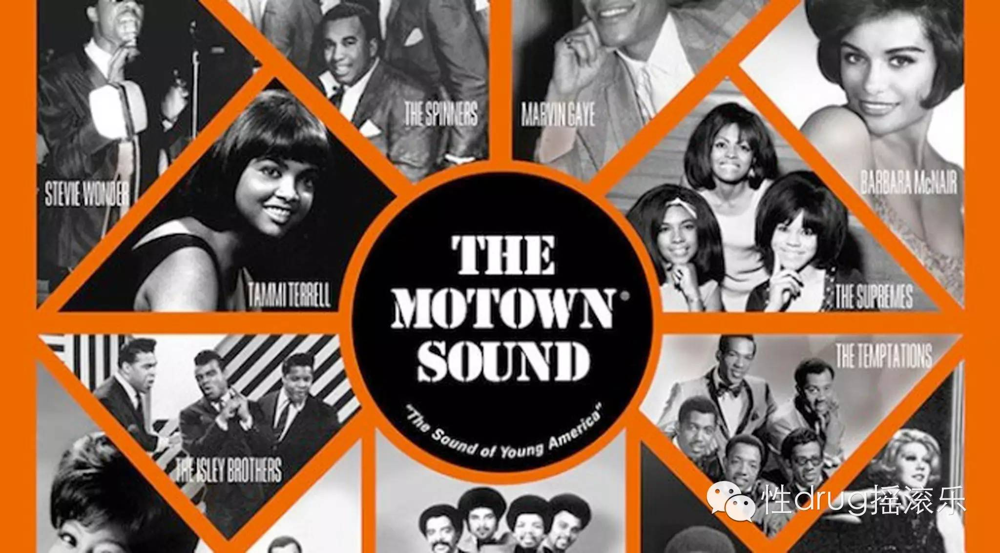 THE SPINNERS
MARVIN GAYE
STEVIE WONDER
BARBARA McNAIR
TAMMI TERRELL
THE SUPREMES
THE
MOTOWN®
SOUND
"The Sound of Young America"
THE TEMPTATIONS
THE ISLEY BROTHERS
性drug摇滚乐